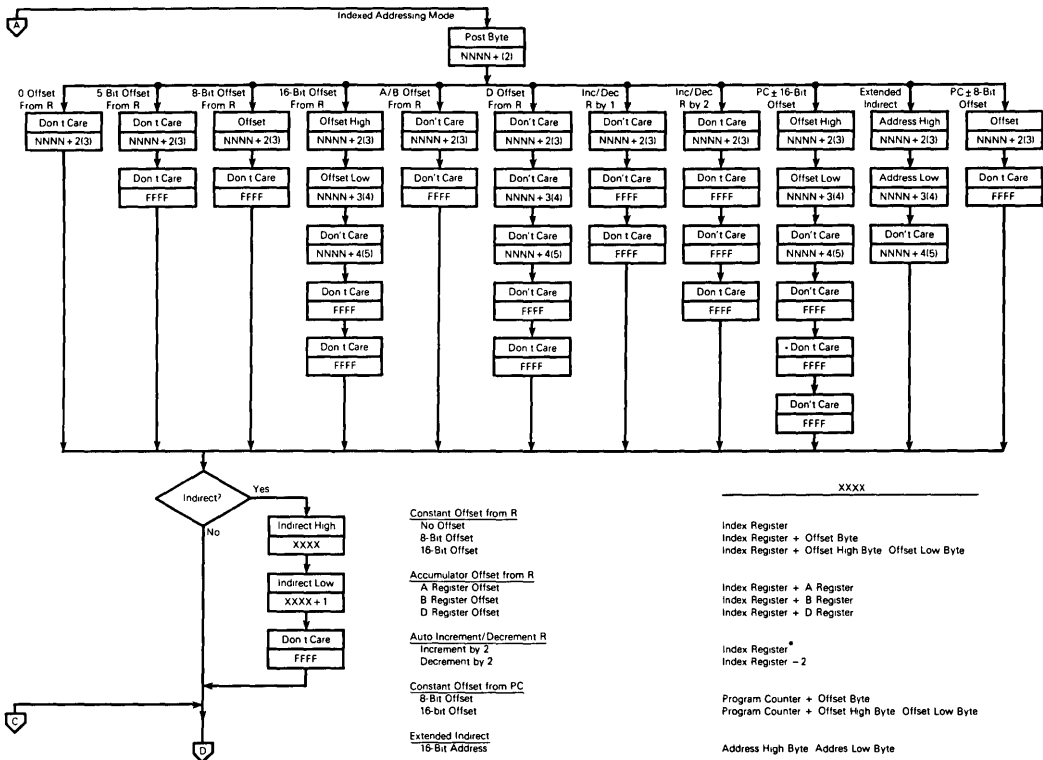 A
Indexed Addressing Mode
Post Byte
NNNN + (2)
0 Offset
From R
5 Bit Offset
From R
8-Bit Offset
From R
16-Bit Offset
From R
A/B Offset
From R
D Offset
From R
Inc/Dec
R by 1
Inc/Dec
R by 2
PC ± 16-Bit
Offset
Extended
Indirect
PC ± 8-Bit
Offset
Don t Care
NNNN + 2(3)
Don t Care
NNNN + 2(3)
Offset
NNNN + 2(3)
Offset High
NNNN + 2(3)
Don't Care
NNNN + 2(3)
Don't Care
NNNN + 2(3)
Don't Care
NNNN + 2(3)
Don t Care
NNNN + 2(3)
Offset High
NNNN + 2(3)
Address High
NNNN + 2(3)
Offset
NNNN + 2(3)
Don t Care
FFFF
Don t Care
FFFF
Offset Low
NNNN + 3(4)
Don t Care
FFFF
Don't Care
NNNN + 3(4)
Don t Care
FFFF
Don t Care
FFFF
Offset Low
NNNN + 3(4)
Address Low
NNNN + 3(4)
Don t Care
FFFF
Don't Care
NNNN + 4(5)
Don't Care
NNNN + 4(5)
Don t Care
FFFF
Don t Care
FFFF
Don't Care
NNNN + 4(5)
Don't Care
NNNN + 4(5)
Don t Care
FFFF
Don t Care
FFFF
Don t Care
FFFF
Don t Care
FFFF
Don t Care
FFFF
Don t Care
FFFF
Don t Care
FFFF
Don't Care
FFFF
Indirect?
Yes
No
Indirect High
XXXX
Indirect Low
XXXX + 1
Don t Care
FFFF
C
D
XXXX
Constant Offset from R
No Offset Index Register
8-Bit Offset Index Register + Offset Byte
16-Bit Offset Index Register + Offset High Byte Offset Low Byte
Accumulator Offset from R
A Register Offset Index Register + A Register
B Register Offset Index Register + B Register
D Register Offset Index Register + D Register
Auto Increment/Decrement R
Increment by 2 Index Register*
Decrement by 2 Index Register – 2
Constant Offset from PC
8-Bit Offset Program Counter + Offset Byte
16-bit Offset Program Counter + Offset High Byte Offset Low Byte
Extended Indirect
16-Bit Address Address High Byte Addres Low Byte